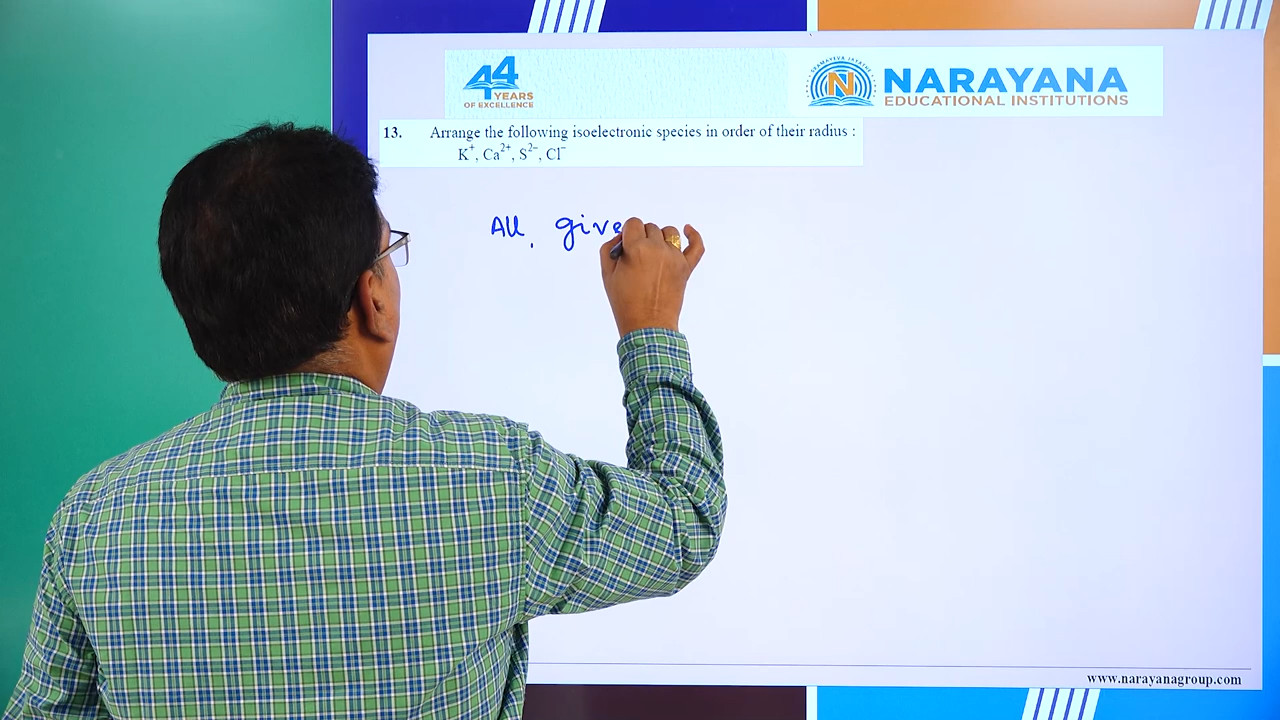 44
YEARS
OF EXCELLENCE
N
NARAYANA
EDUCATIONAL INSTITUTIONS
13. Arrange the following isoelectronic species in order of their radius :
K⁺, Ca²⁺, S²⁻, Cl⁻
All, give
www.narayanagroup.com